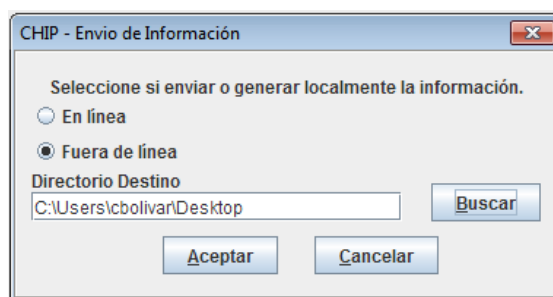 CHIP - Envio de Información
Seleccione si enviar o generar localmente la información.
En línea
Fuera de línea
Directorio Destino
C:\Users\cbolivar\Desktop
Buscar
Aceptar Cancelar